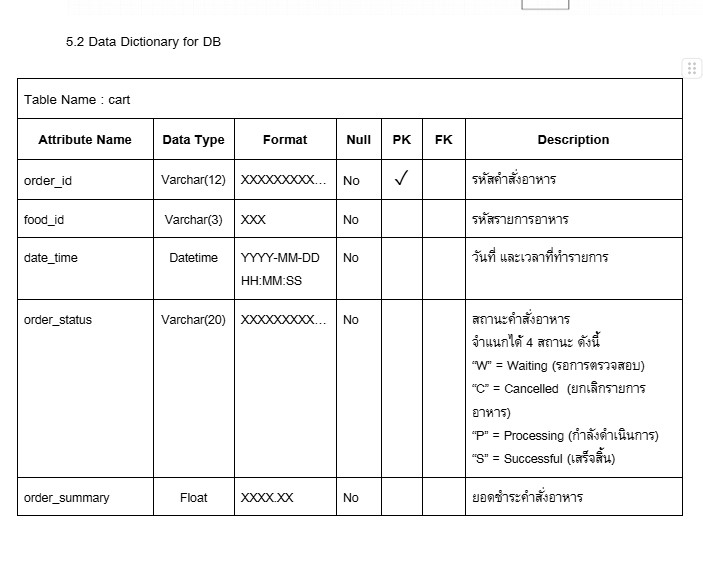 5.2 Data Dictionary for DB
Table Name : cart
Attribute Name Data Type Format Null PK FK Description
order_id Varchar(12) XXXXXXXXX... No ✓ รหัสคำสั่งอาหาร
food_id Varchar(3) XXX No รหัสรายการอาหาร
date_time Datetime YYYY-MM-DD No วันที่ และเวลาที่ทำรายการ
HH:MM:SS
order_status Varchar(20) XXXXXXXXX... No สถานะคำสั่งอาหาร
จำแนกได้ 4 สถานะ ดังนี้
“W” = Waiting (รอการตรวจสอบ)
“C” = Cancelled (ยกเลิกรายการ
อาหาร)
“P” = Processing (กำลังดำเนินการ)
“S” = Successful (เสร็จสิ้น)
order_summary Float XXXX.XX No ยอดชำระคำสั่งอาหาร